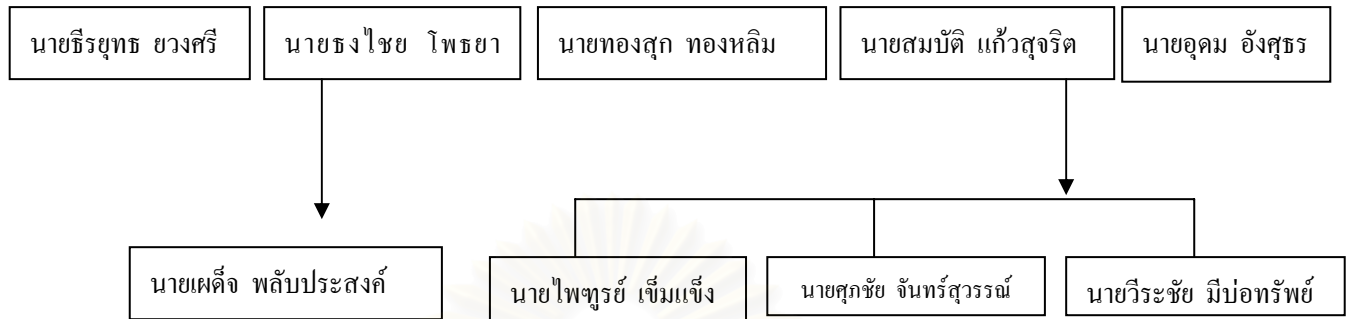 นายธีรยุทธ ยวงศรี
นายธงไชย โพธยา
นายทองสุก ทองหลิม
นายสมบัติ แก้วสุจริต
นายอุดม อังศุธร
นายเผด็จ พลับประสงค์
นายไพฑูรย์ เข็มแข็ง
นายศุภชัย จันทร์สุวรรณ์
นายวีระชัย มีบ่อทรัพย์